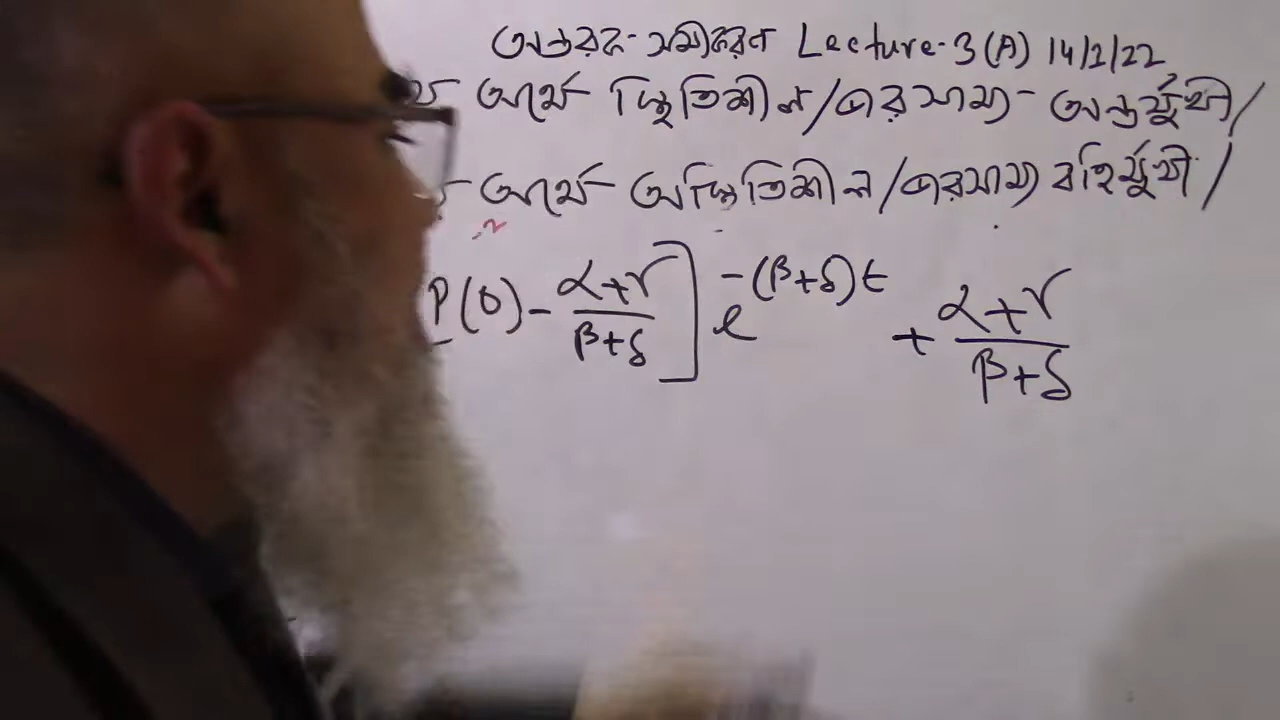 অন্তরক-সমীকরণ Lecture-3(A) 14/2/22
অর্থে স্থিতিশীল/ভারসাম্য- অন্তর্মুখী/
অর্থে অস্থিতিশীল/ভারসাম্য বহির্মুখী/
P(0) - α+γ / β+δ] e^-(β+δ)t + α+γ / β+δ